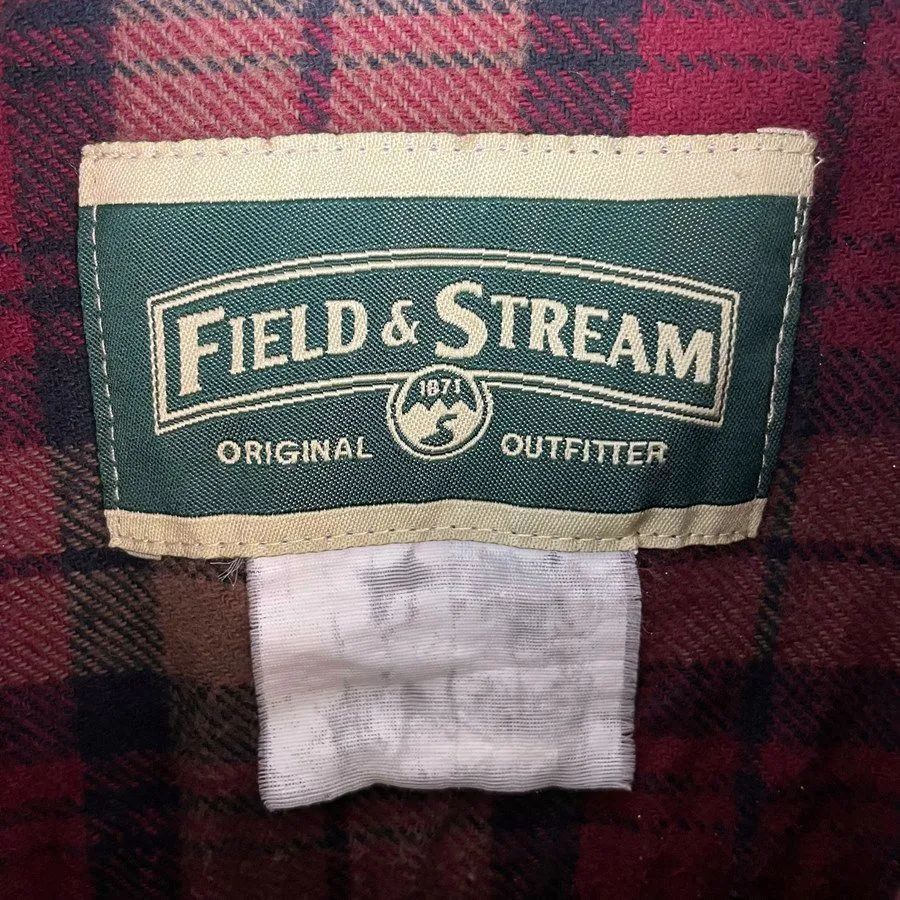 FIELD & STREAM
1871
ORIGINAL OUTFITTER